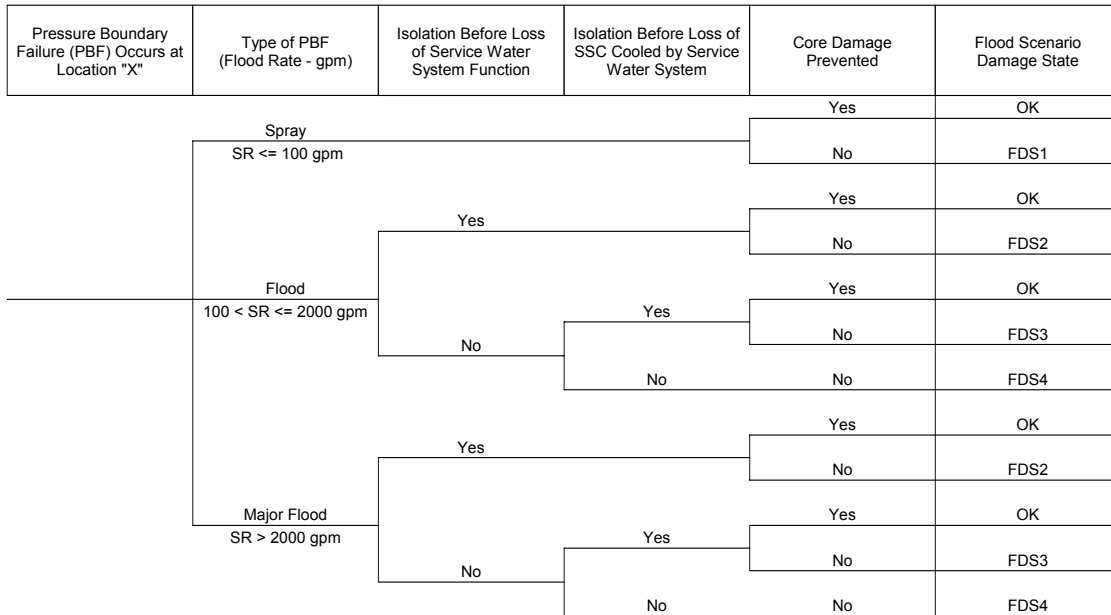 Pressure Boundary
Failure (PBF) Occurs at
Location "X"
Type of PBF
(Flood Rate - gpm)
Isolation Before Loss
of Service Water
System Function
Isolation Before Loss of
SSC Cooled by Service
Water System
Core Damage
Prevented
Flood Scenario
Damage State
Yes OK
Spray
SR <= 100 gpm
No FDS1
Yes OK
Yes
No FDS2
Flood
100 < SR <= 2000 gpm
Yes OK
Yes
No
No FDS3
No No FDS4
Yes OK
Yes
No FDS2
Major Flood
SR > 2000 gpm
Yes OK
Yes
No
No FDS3
No No FDS4